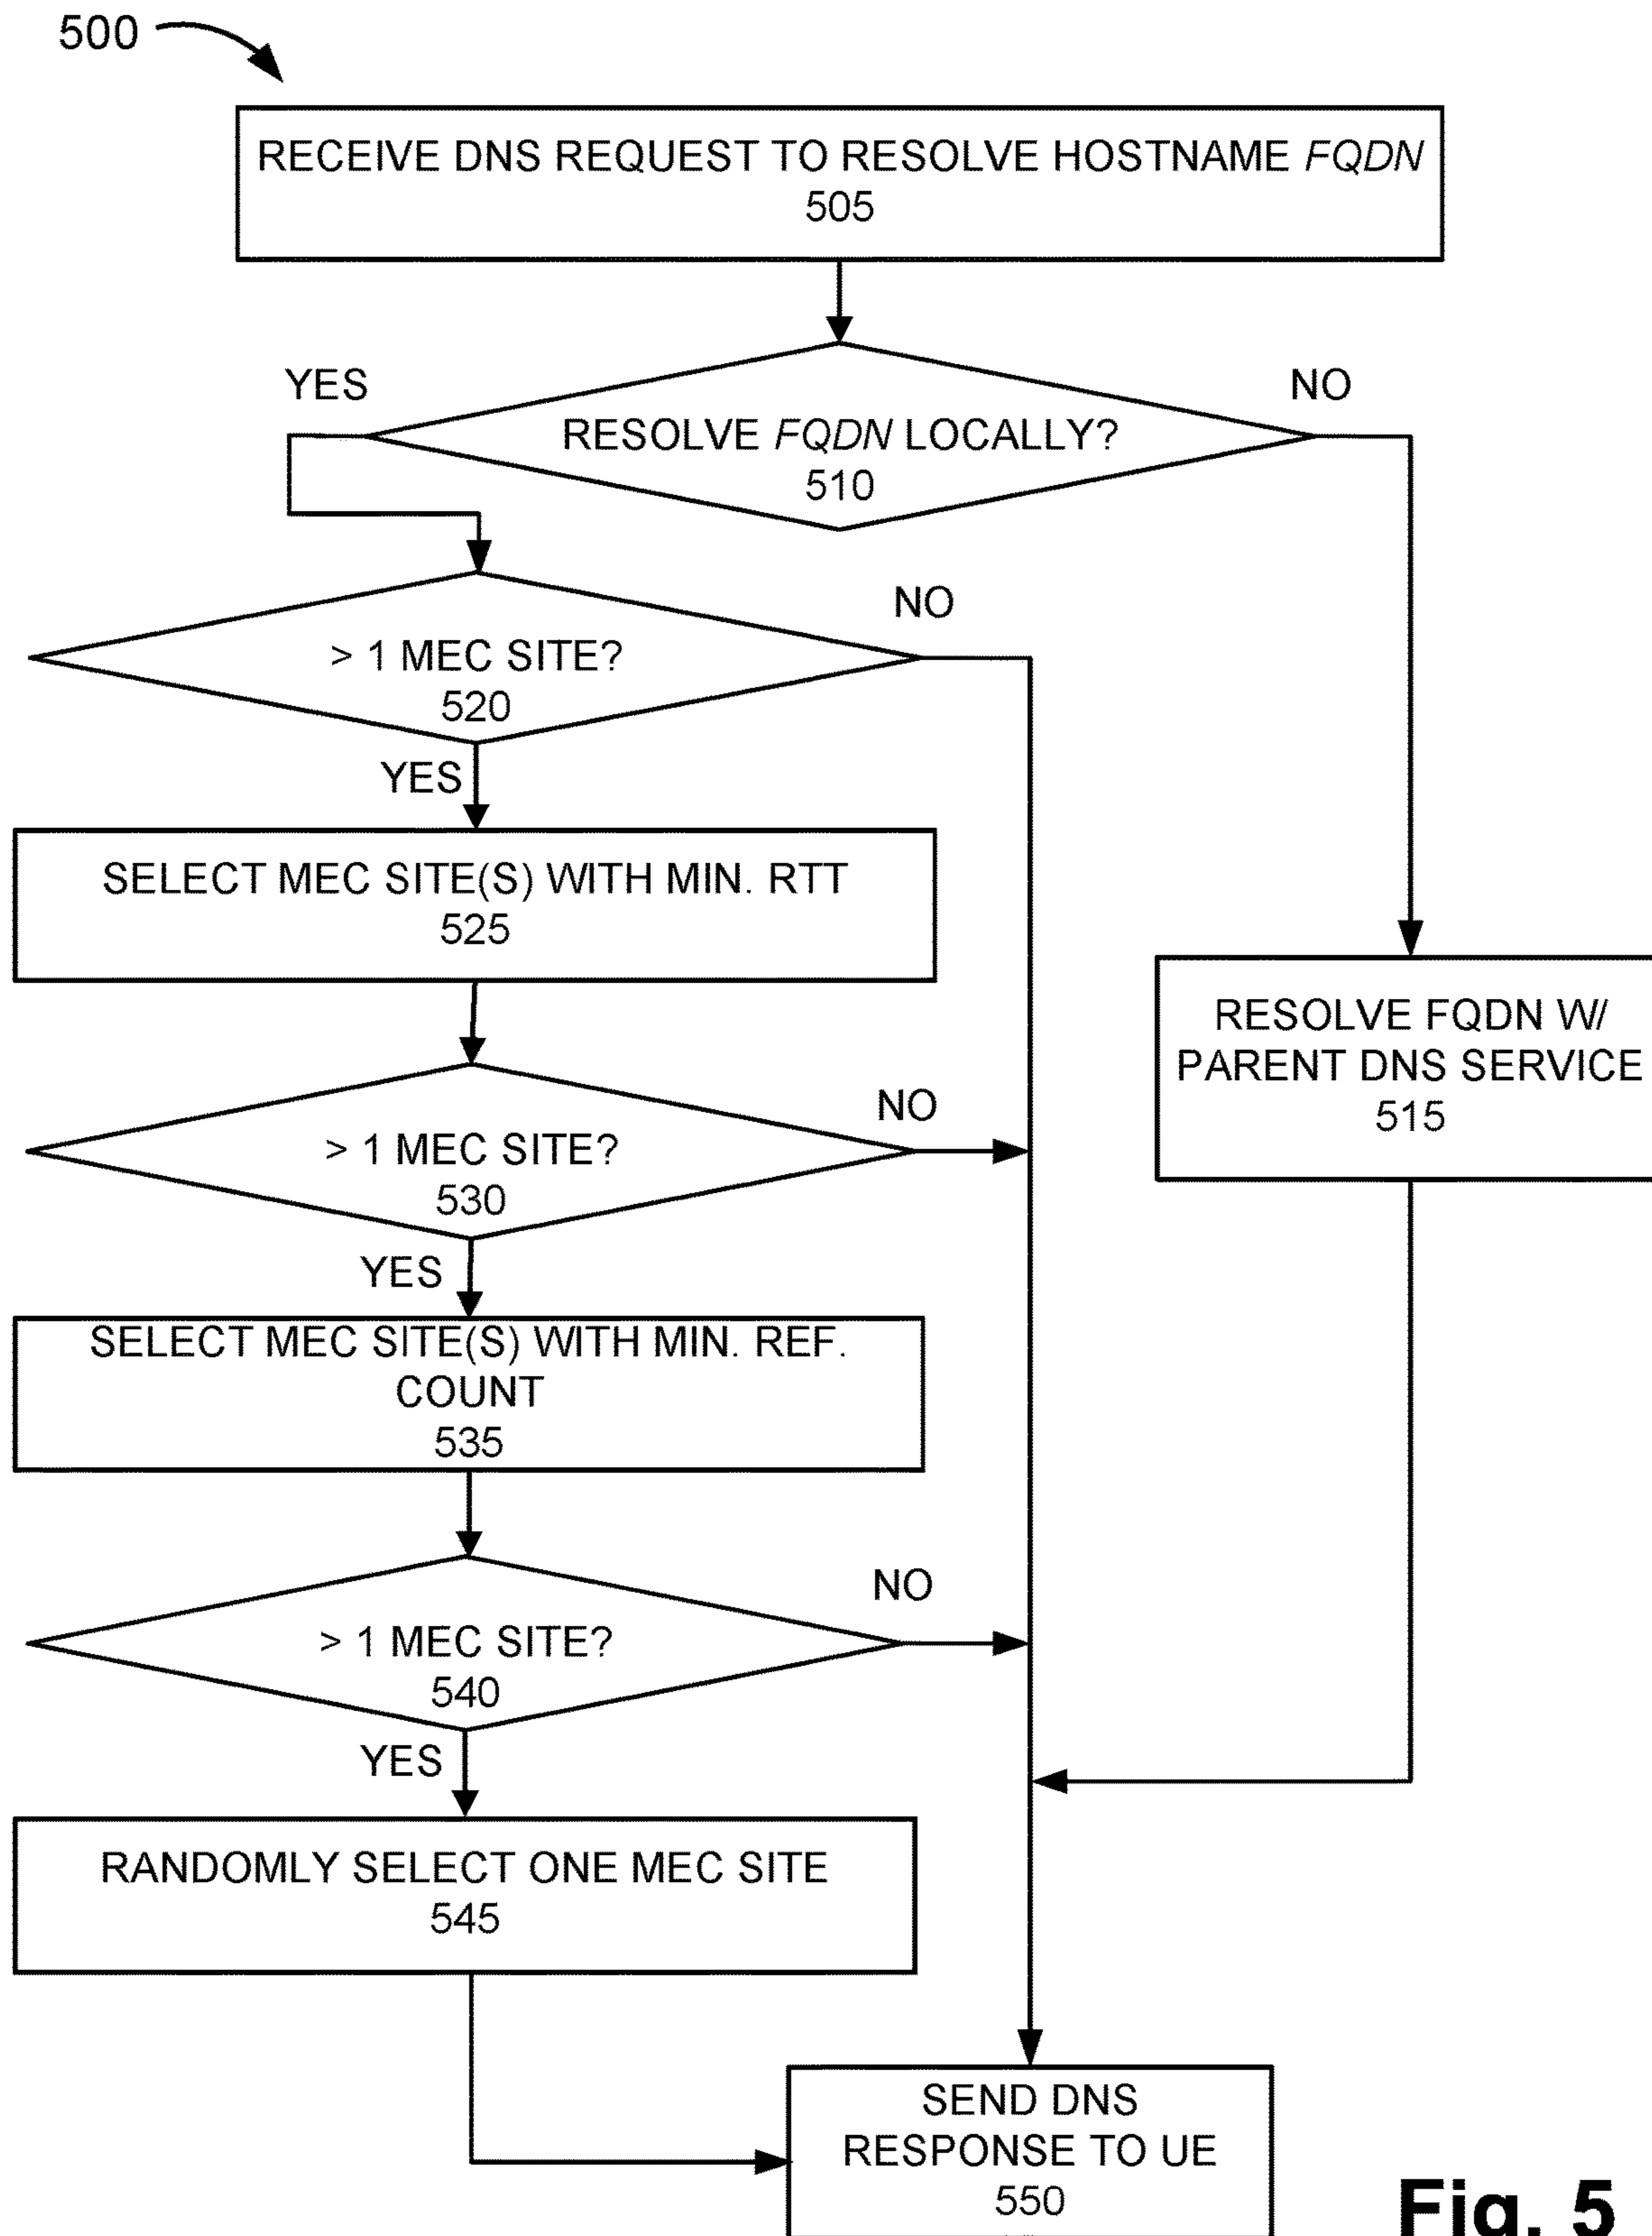 500
RECEIVE DNS REQUEST TO RESOLVE HOSTNAME FQDN
505
YES
NO
RESOLVE FQDN LOCALLY?
510
NO
> 1 MEC SITE?
520
YES
SELECT MEC SITE(S) WITH MIN. RTT
525
RESOLVE FQDN W/
PARENT DNS SERVICE
515
NO
> 1 MEC SITE?
530
YES
SELECT MEC SITE(S) WITH MIN. REF.
COUNT
535
NO
> 1 MEC SITE?
540
YES
RANDOMLY SELECT ONE MEC SITE
545
SEND DNS
RESPONSE TO UE
550
Fig. 5